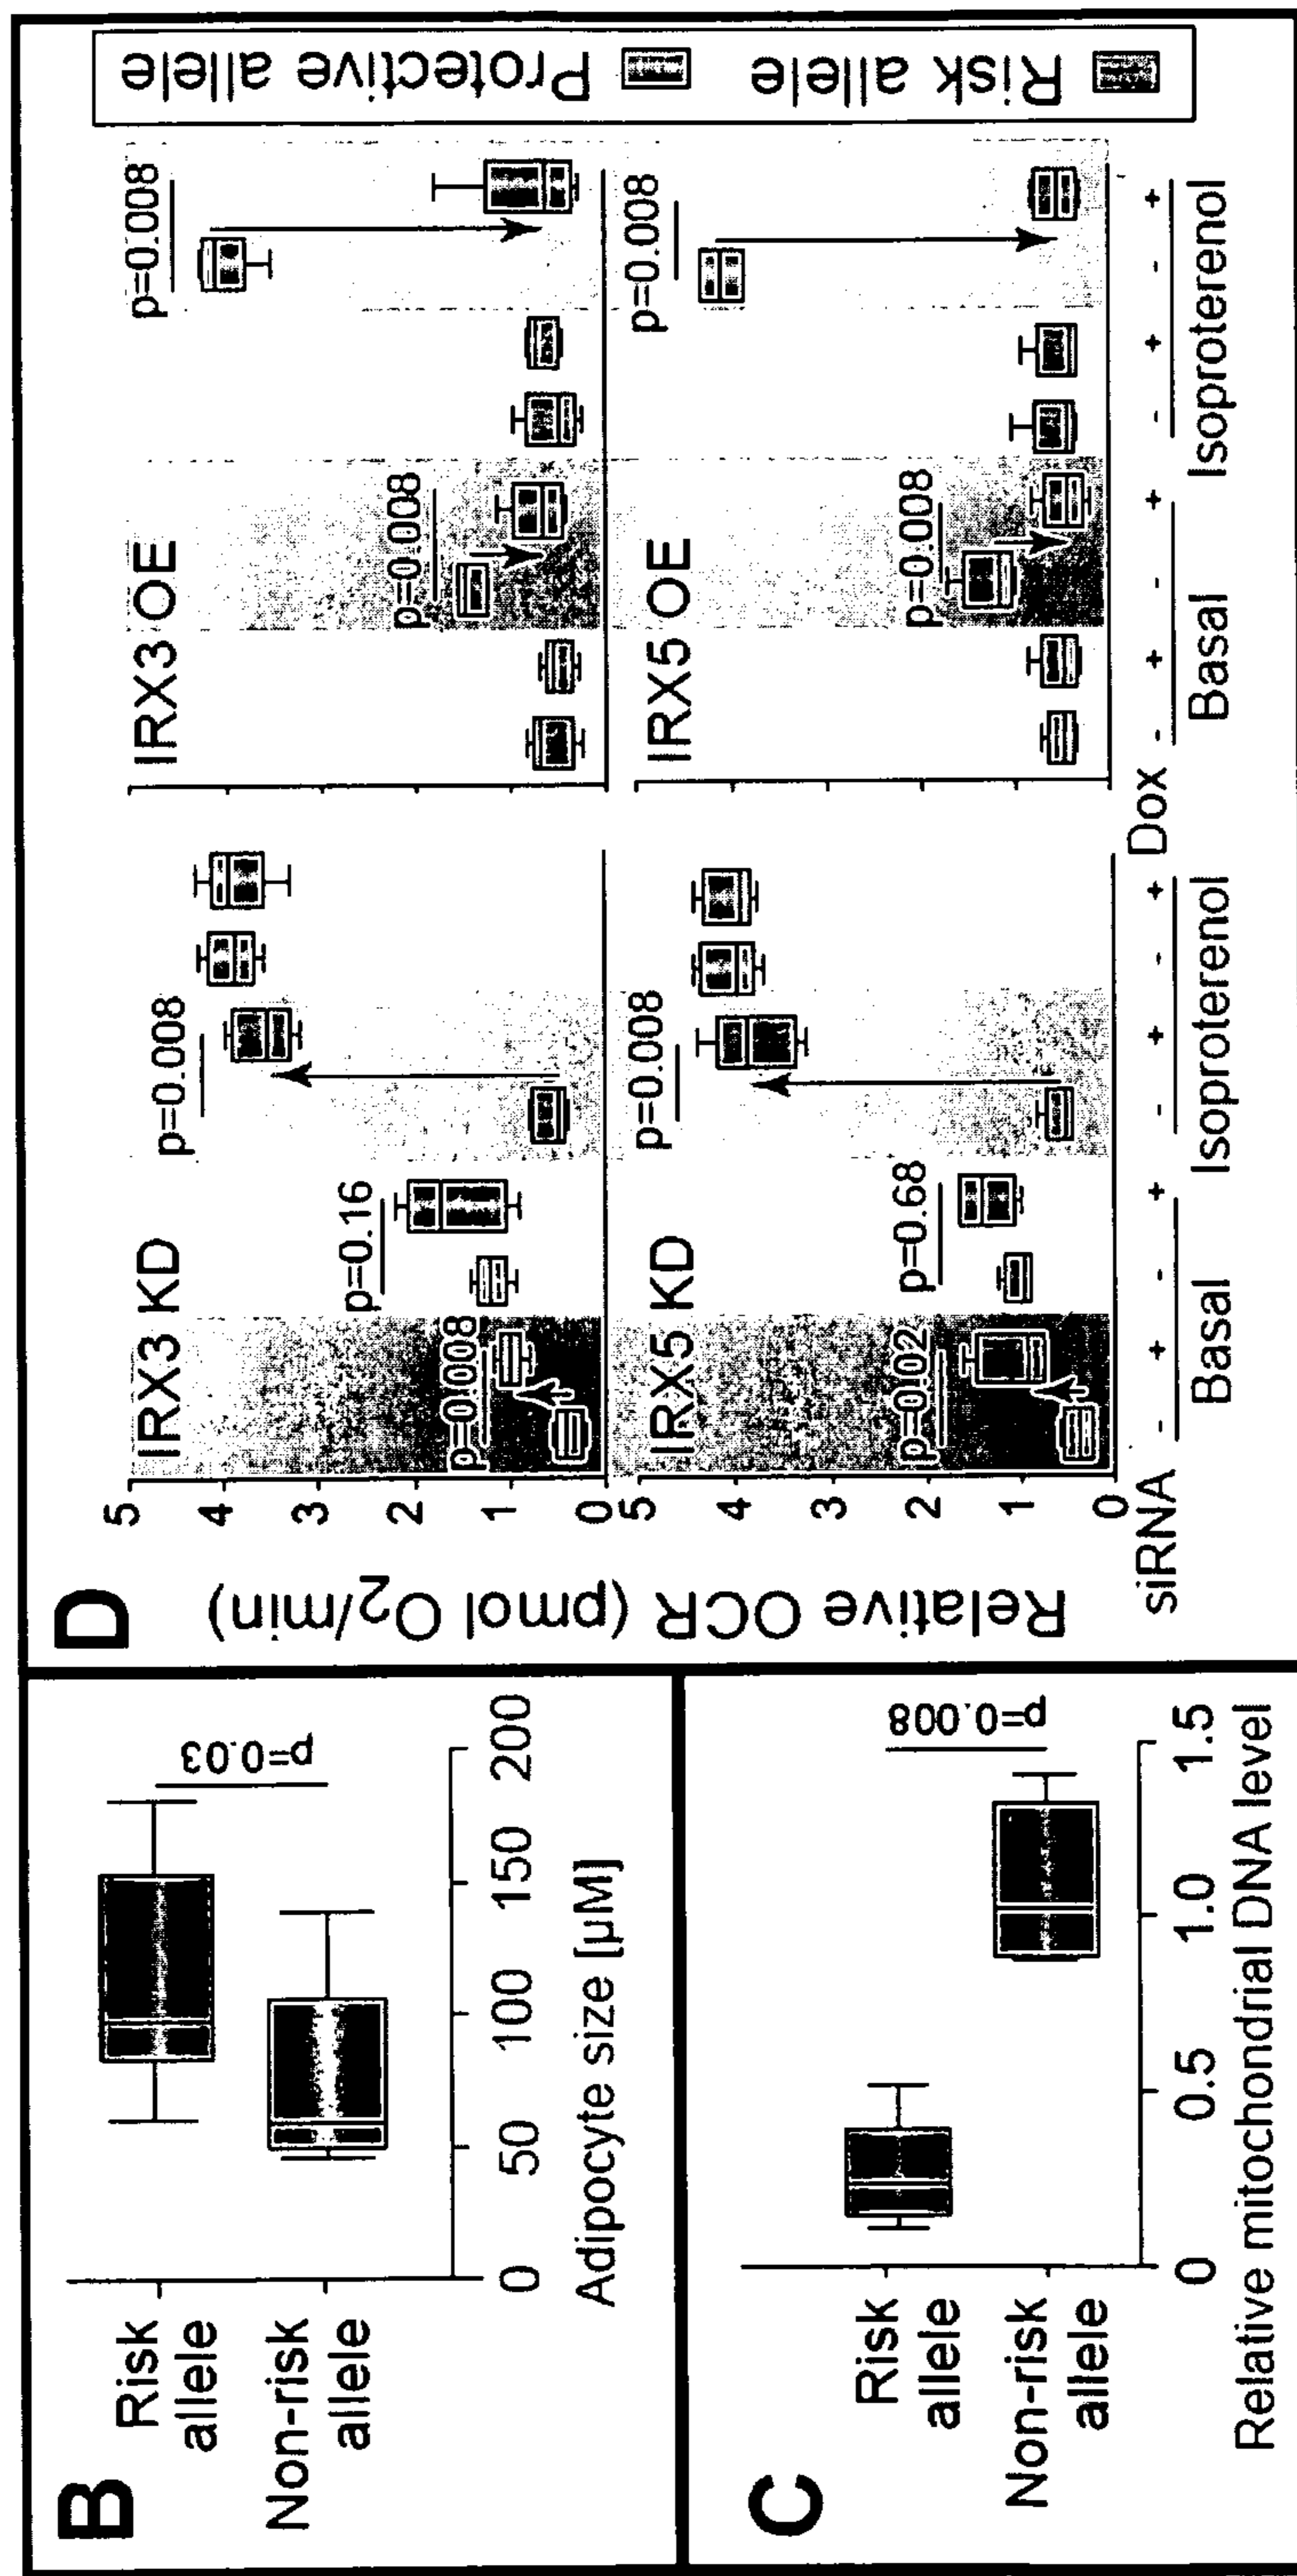 B
Risk
allele
Non-risk
allele
p=0.03
0 50 100 150 200
Adipocyte size [µM]
C
Risk
allele
Non-risk
allele
p=0.008
0 0.5 1.0 1.5
Relative mitochondrial DNA level
D
Relative OCR (pmol O2/min)
5
4
3
2
1
0
IRX3 KD
p=0.008
p=0.16
p=0.008
IRX3 OE
p=0.008
p=0.008
5
4
3
2
1
0
IRX5 KD
p=0.02
p=0.68
p=0.008
IRX5 OE
p=0.008
p=0.008
siRNA - + - + - + - +
Basal Isoproterenol
Dox - + - + - + - +
Basal Isoproterenol
Risk allele Protective allele